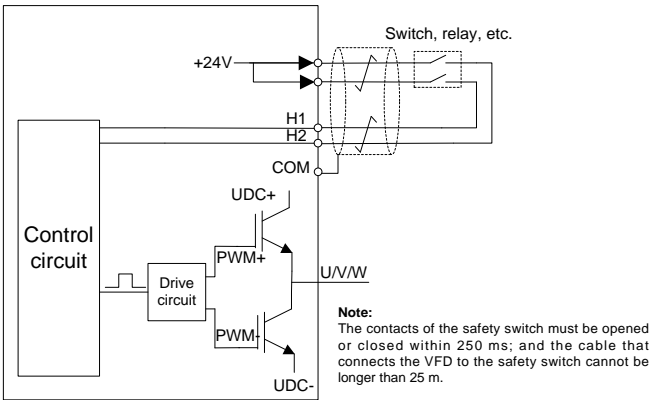 Switch, relay, etc.
+24V
H1
H2
COM
UDC+
Control
circuit
PWM+
U/V/W
Drive
circuit
PWM-
UDC-
Note:
The contacts of the safety switch must be opened
or closed within 250 ms; and the cable that
connects the VFD to the safety switch cannot be
longer than 25 m.